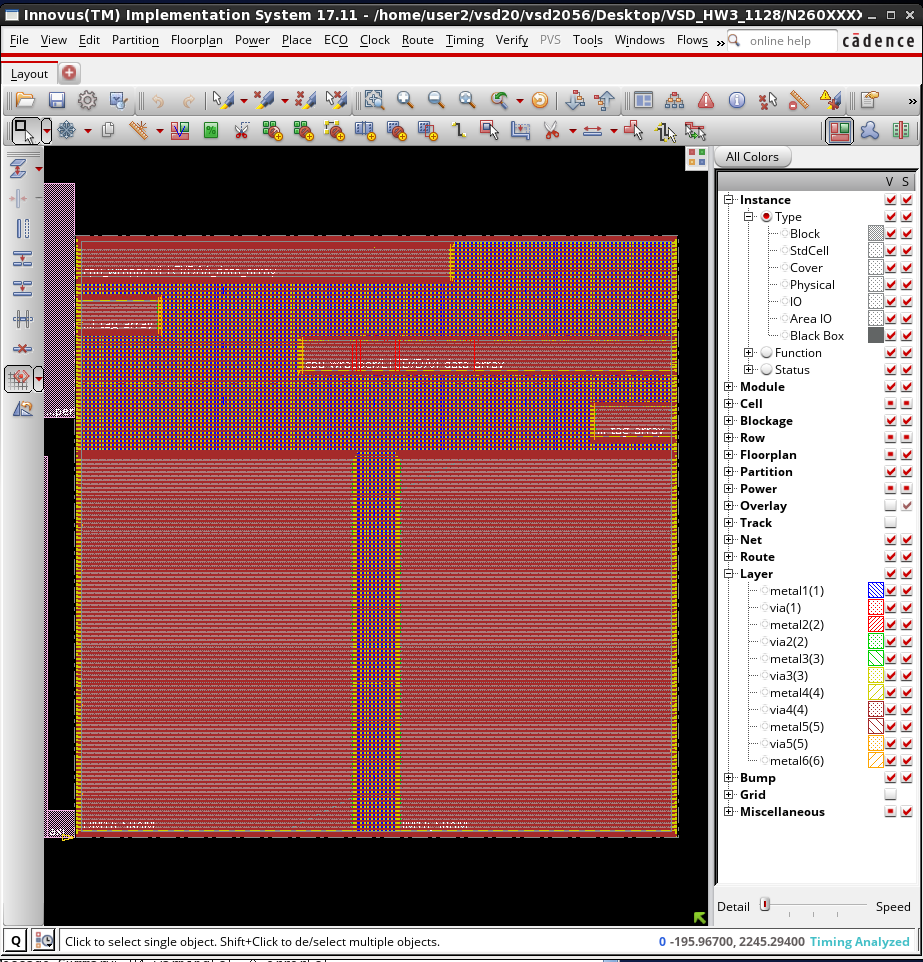 Innovus(TM) Implementation System 17.11 - /home/user2/vsd20/vsd2056/Desktop/VSD_HW3_1128/N260XXXX
File View Edit Partition Floorplan Power Place ECO Clock Route Timing Verify PVS Tools Windows Flows » online help cādence
Layout
»
All Colors
V S
Instance
Type
Block
StdCell
Cover
Physical
IO
Area IO
Black Box
Function
Status
Module
Cell
Blockage
Row
Floorplan
Partition
Power
Overlay
Track
Net
Route
Layer
metal1(1)
via(1)
metal2(2)
via2(2)
metal3(3)
via3(3)
metal4(4)
via4(4)
metal5(5)
via5(5)
metal6(6)
Bump
Grid
Miscellaneous
Detail Speed
Q Click to select single object. Shift+Click to de/select multiple objects. 0 -195.96700, 2245.29400 Timing Analyzed